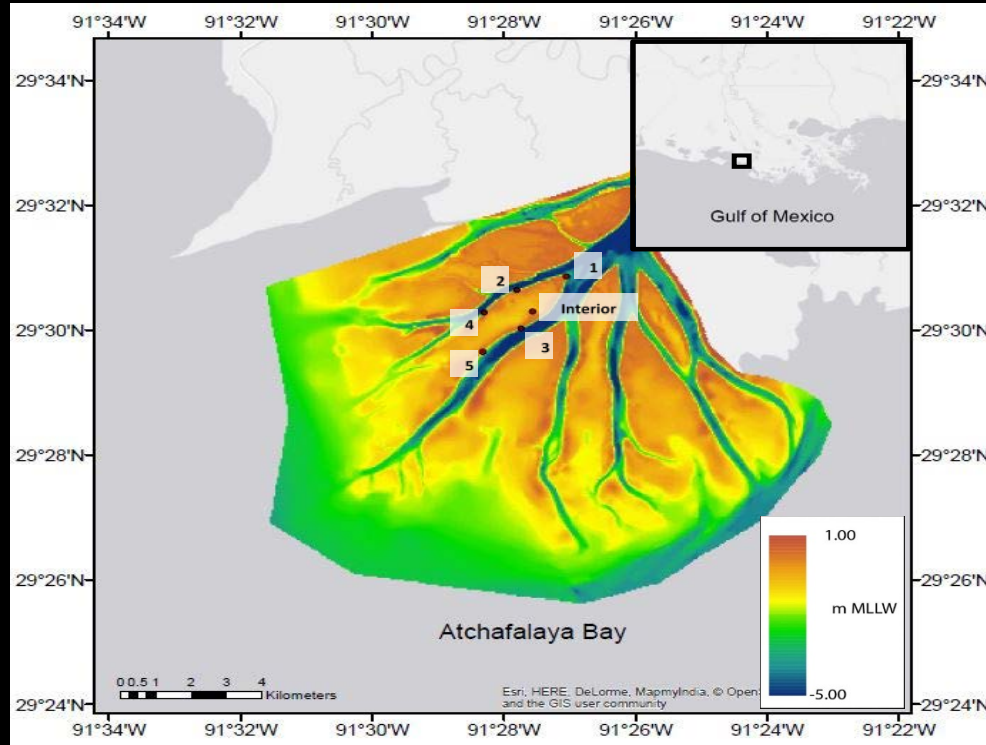 91°34'W 91°32'W 91°30'W 91°28'W 91°26'W 91°24'W 91°22'W
29°34'N 29°34'N
29°32'N 29°32'N
Gulf of Mexico
1
2
Interior
29°30'N 29°30'N
4
3
5
29°28'N 29°28'N
1.00
29°26'N 29°26'N
m MLLW
Atchafalaya Bay
0 0.5 1 2 3 4
Kilometers
-5.00
Esri, HERE, DeLorme, MapmyIndia, © Open
and the GIS user community
29°24'N 29°24'N
91°34'W 91°32'W 91°30'W 91°28'W 91°26'W 91°24'W 91°22'W